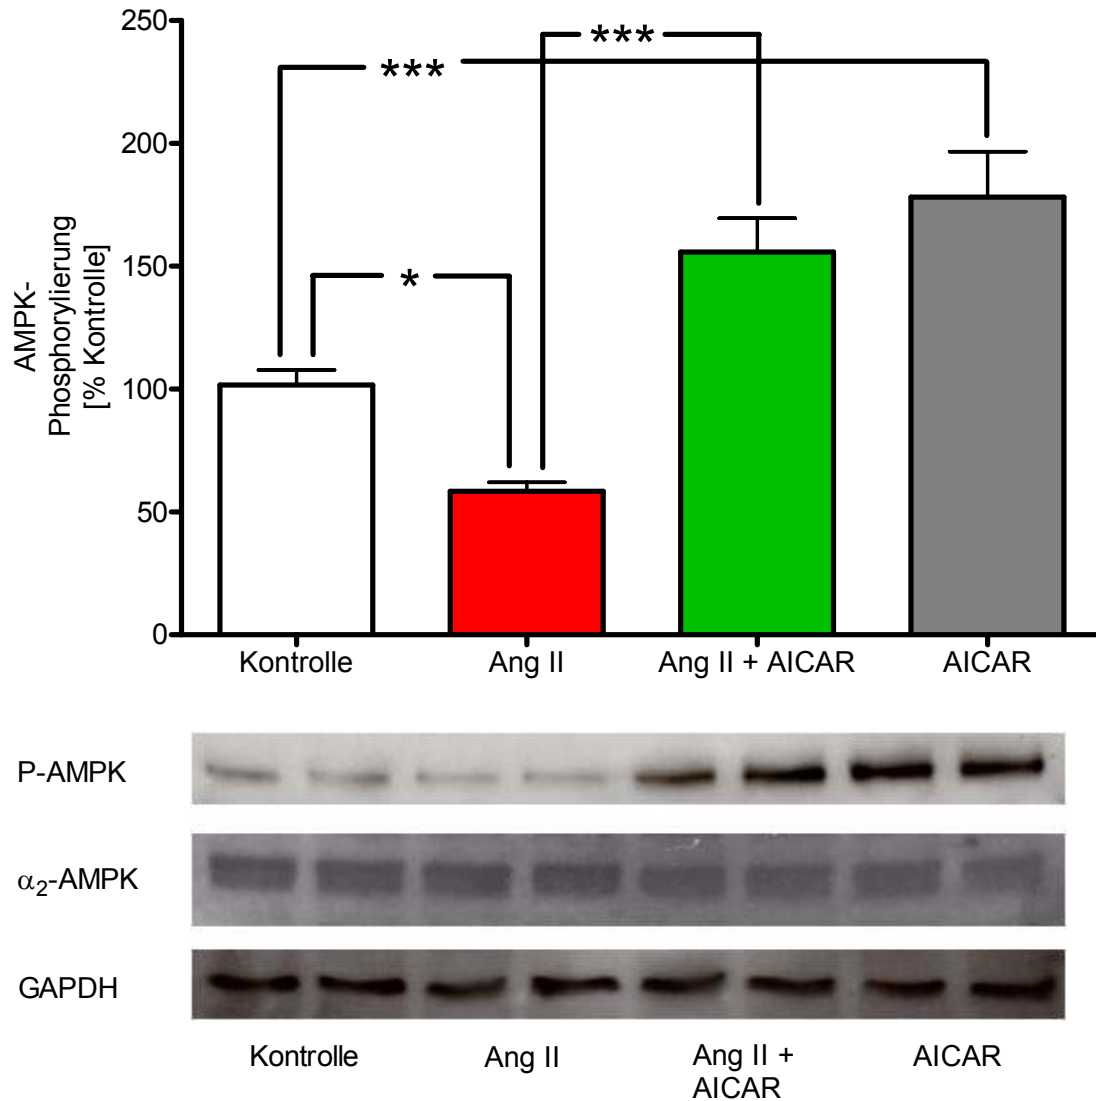 250
200
150
100
50
0
AMPK-
Phosphorylierung
[% Kontrolle]
***
***
*
Kontrolle Ang II Ang II + AICAR AICAR
P-AMPK
α₂-AMPK
GAPDH
Kontrolle Ang II Ang II + AICAR
AICAR